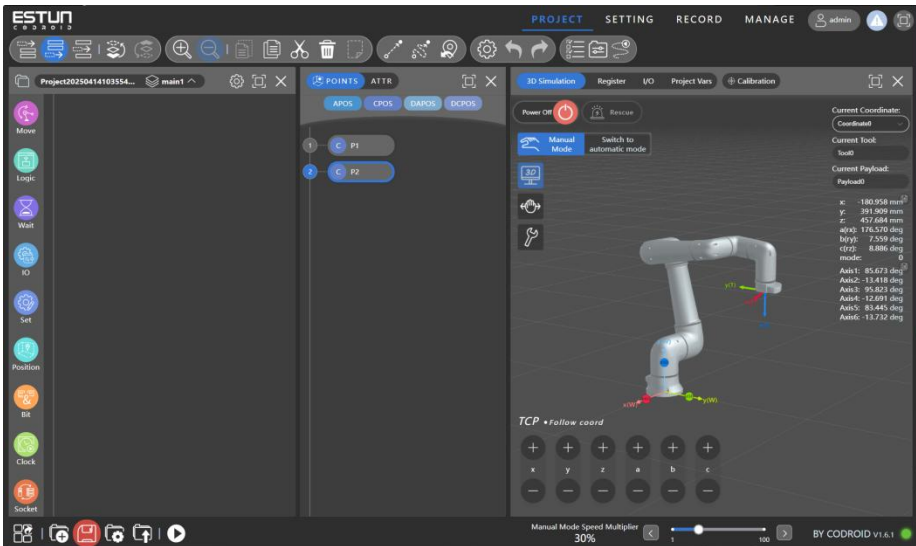 ESTUN
CODROID
PROJECT SETTING RECORD MANAGE admin
Project20250414103554... main1
POINTS ATTR
3D Simulation Register I/O Project Vars Calibration
APOS CPOS DAPOS DCPOS
Move
Logic
Wait
IO
Set
Position
Bit
Clock
Socket
1 C P1
2 C P2
Power Off Rescue
Manual Mode
Switch to automatic mode
3D
Current Coordinate:
Coordinate0
Current Tool:
Tool0
Current Payload:
Payload0
x: -180.958 mm
y: 391.909 mm
z: 457.684 mm
a(rx): 176.570 deg
b(ry): 7.559 deg
c(rz): 8.886 deg
mode: 0
Axis1: 85.673 deg
Axis2: -13.418 deg
Axis3: 95.823 deg
Axis4: -12.691 deg
Axis5: 83.445 deg
Axis6: -13.732 deg
y(T)
x(W) y(W)
TCP • Follow coord
x y z a b c
Manual Mode Speed Multiplier
30%
1 100
BY CODROID V1.6.1